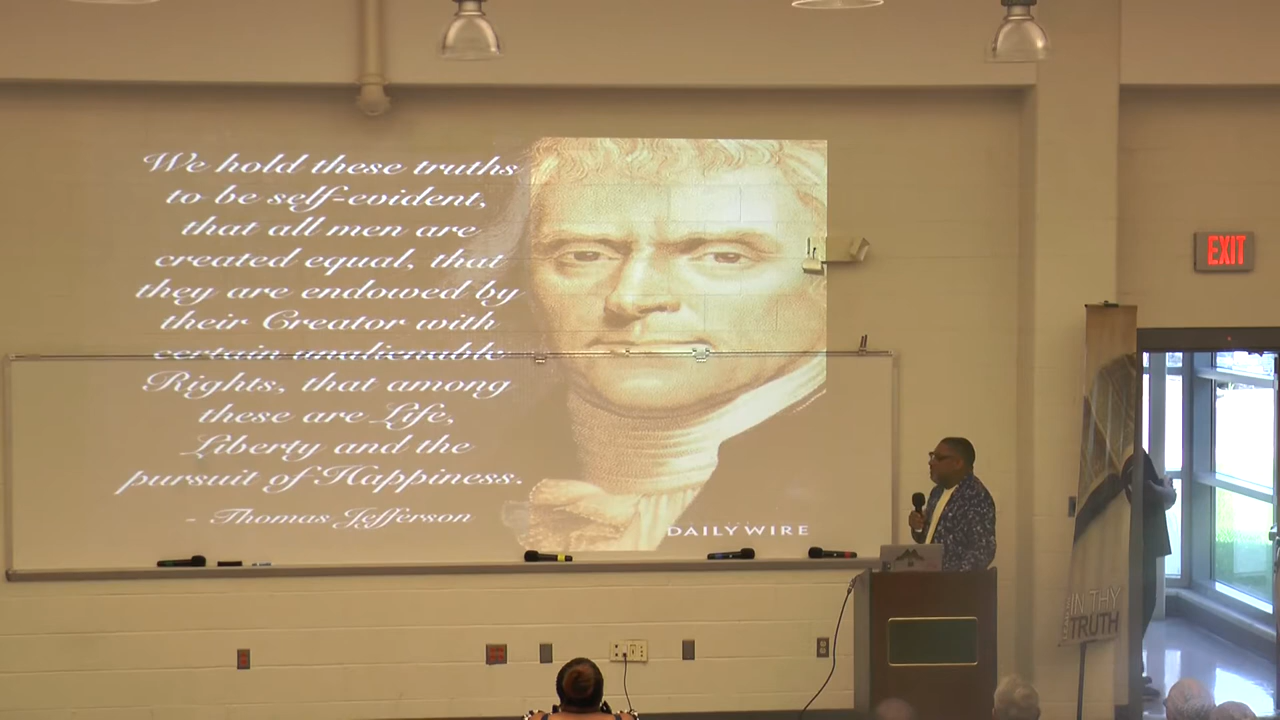 We hold these truths
to be self-evident,
that all men are
created equal, that
they are endowed by
their Creator with
certain unalienable
Rights, that among
these are Life,
Liberty and the
pursuit of Happiness.
- Thomas Jefferson
DAILY WIRE
EXIT
IN THY
TRUTH